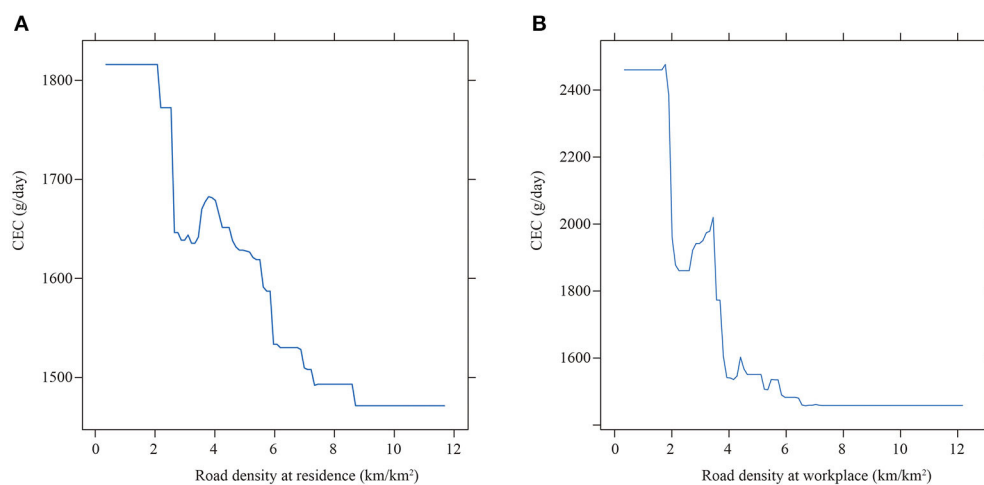 A
B
1800
1700
1600
1500
CEC (g/day)
0 2 4 6 8 10 12
Road density at residence (km/km²)
2400
2200
2000
1800
1600
CEC (g/day)
0 2 4 6 8 10 12
Road density at workplace (km/km²)